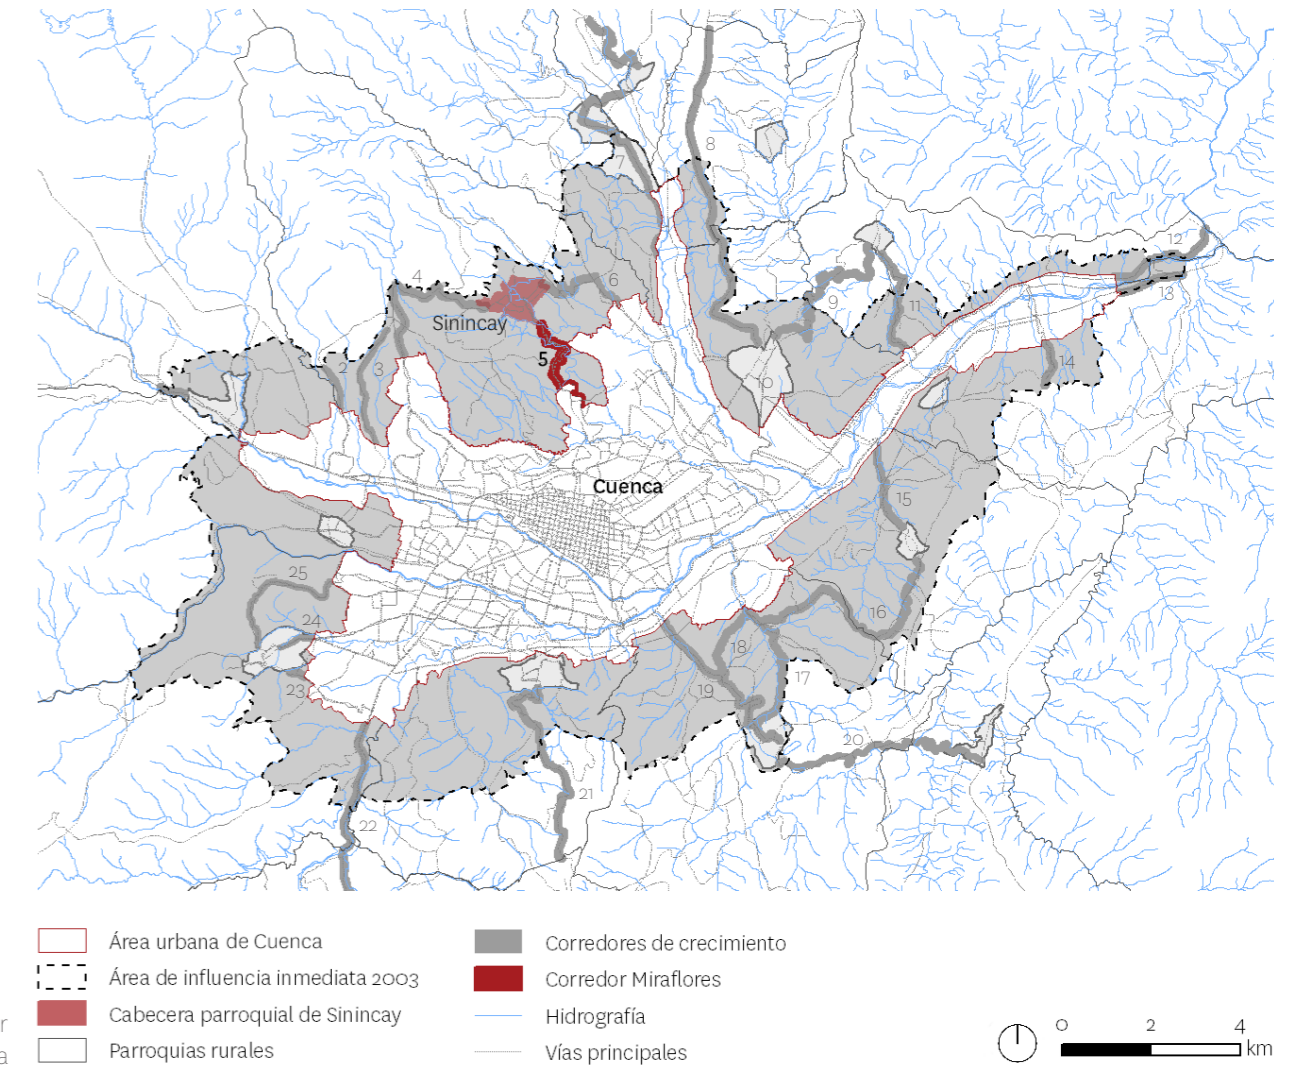 8
7
12
4
6
13
9
11
Sinincay
5
2
3
14
1
10
Cuenca
15
25
16
24
18
17
23
19
20
21
22
Área urbana de Cuenca
Área de influencia inmediata 2003
Cabecera parroquial de Sinincay
Parroquias rurales
Corredores de crecimiento
Corredor Miraflores
Hidrografía
Vías principales
0 2 4
km
r
a